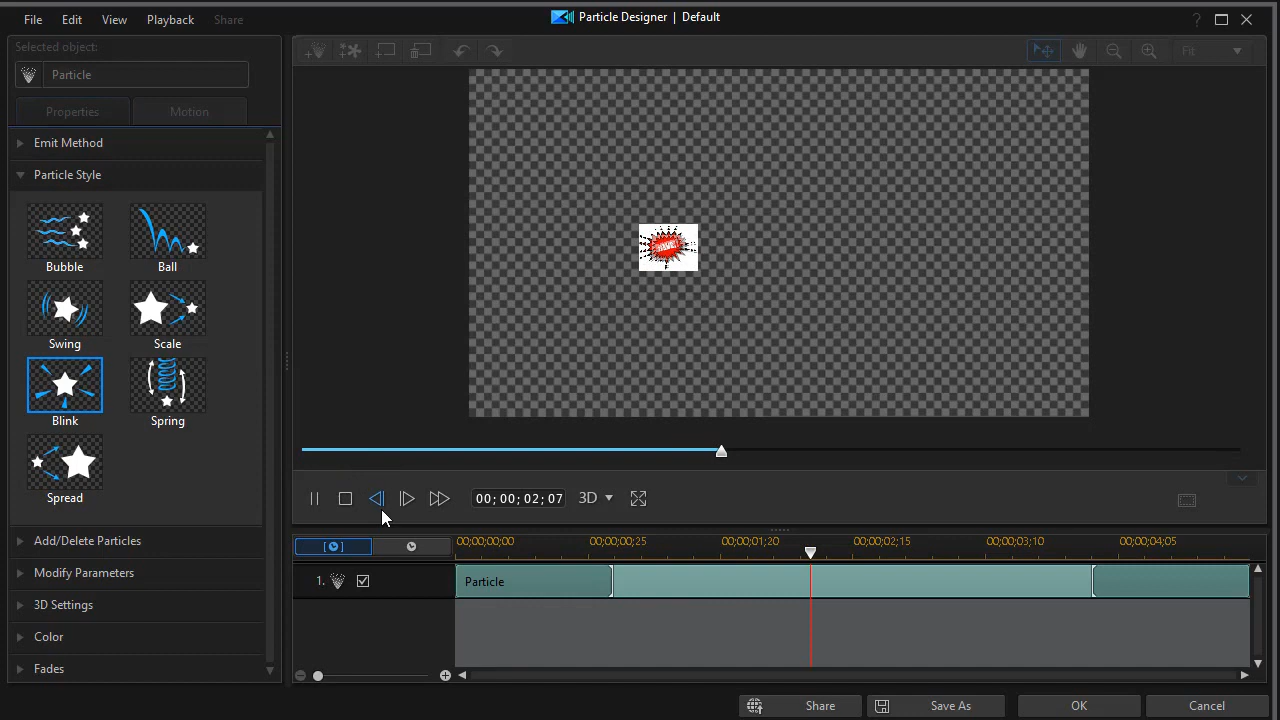 Particle Designer | Default
File Edit View Playback Share ?
Selected object:
Particle
Properties Motion
Fit
Emit Method
Particle Style
Bubble Ball
Swing Scale
Blink Spring
Spread
Add/Delete Particles
Modify Parameters
3D Settings
Color
Fades
00;00;02;07 3D
00;00;00;00 00;00;00;25 00;00;01;20 00;00;02;15 00;00;03;10 00;00;04;05
1. Particle
Share Save As OK Cancel